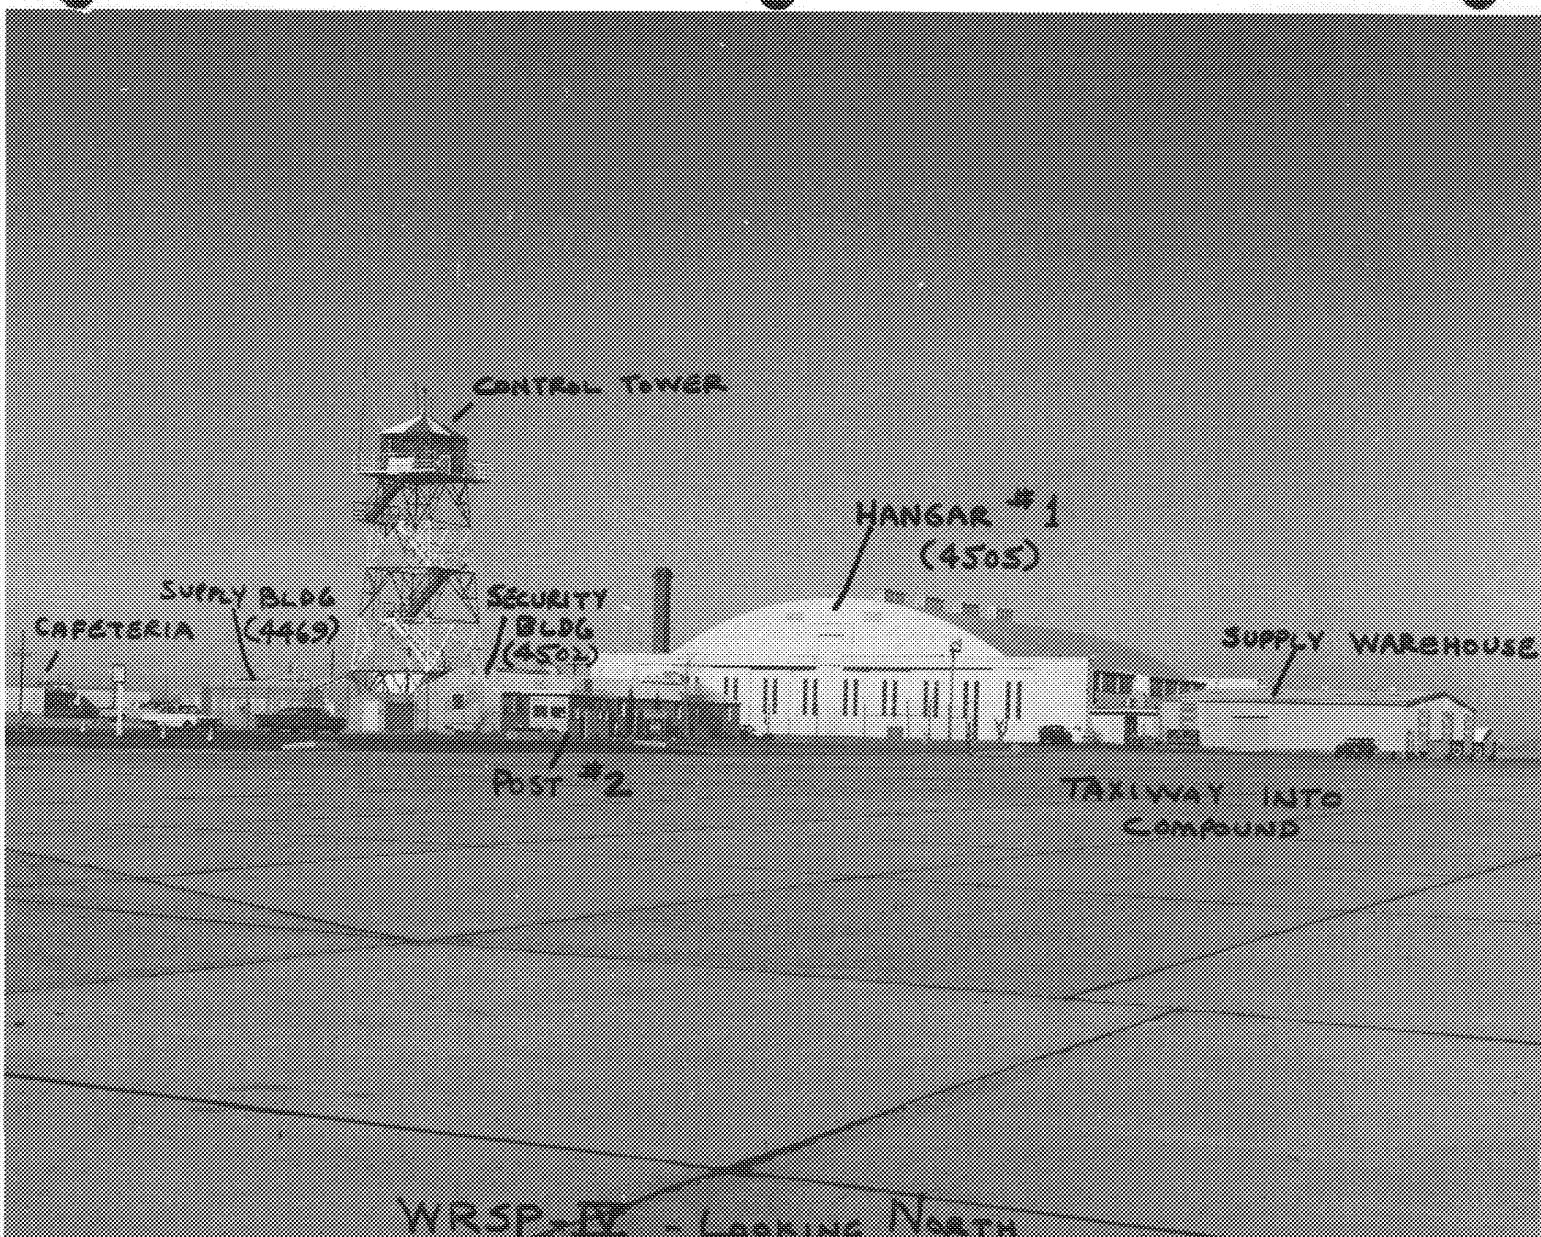 CONTROL TOWER
HANGAR #1
(4505)
SUPPLY BLDG
(4469)
CAFETERIA
SECURITY
BLDG
(4502)
SUPPLY WAREHOUSE
POST #2
TAXIWAY INTO
COMPOUND
WRSP-IV - LOOKING NORTH